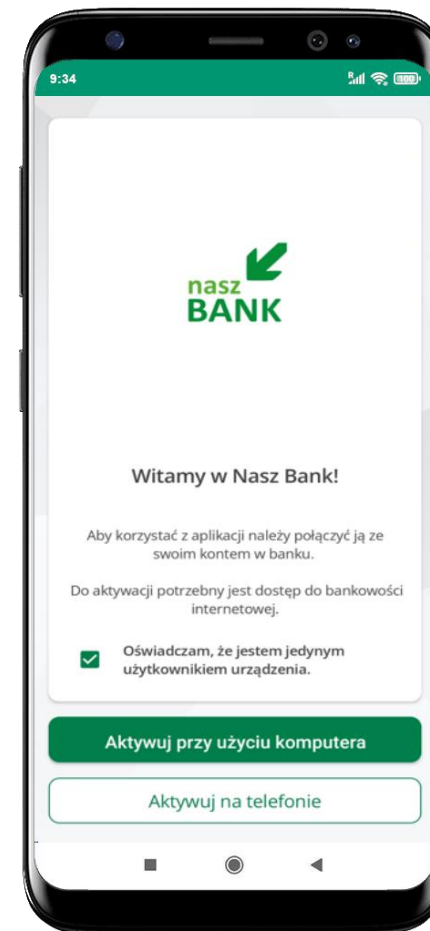 9:34
R
100
nasz
BANK
Witamy w Nasz Bank!
Aby korzystać z aplikacji należy połączyć ją ze
swoim kontem w banku.
Do aktywacji potrzebny jest dostęp do bankowości
internetowej.
Oświadczam, że jestem jedynym
użytkownikiem urządzenia.
Aktywuj przy użyciu komputera
Aktywuj na telefonie